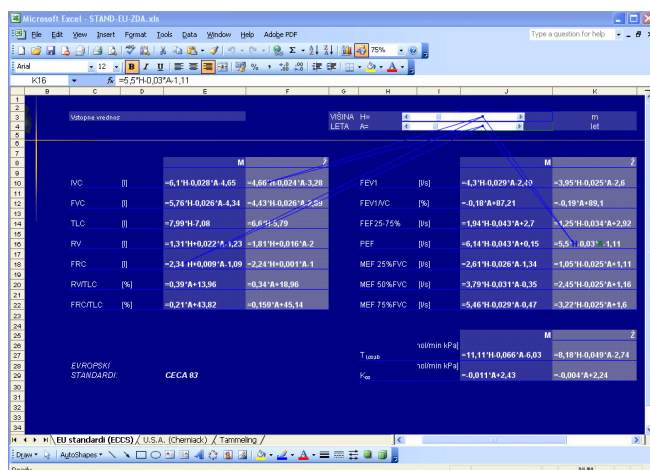 Microsoft Excel - STAND-EU-ZDA.xls
File Edit View Insert Format Tools Data Window Help Adobe PDF
Type a question for help
75%
Arial 12 B I U
K16 fx =5,5*H-0,03*A-1,11
B C D E F G H I J K
Vstopne vrednos VIŠINA H= m
LETA A= let
M Ž M Ž
IVC [l] =6,1*H-0,028*A-4,65 =4,66*H-0,024*A-3,28 FEV1 [l/s] =4,3*H-0,029*A-2,49 =3,95*H-0,025*A-2,6
FVC [l] =5,76*H-0,026*A-4,34 =4,43*H-0,026*A-2,89 FEV1/VC [%] =-0,18*A+87,21 =-0,19*A+89,1
TLC [l] =7,99*H-7,08 =6,6*H-5,79 FEF25-75% [l/s] =1,94*H-0,043*A+2,7 =1,25*H-0,034*A+2,92
RV [l] =1,31*H+0,022*A-1,23 =1,81*H+0,016*A-2 PEF [l/s] =6,14*H-0,043*A+0,15 =5,5*H-0,03*A-1,11
FRC [l] =2,34*H+0,009*A-1,09 =2,24*H+0,001*A-1 MEF 25%FVC [l/s] =2,61*H-0,026*A-1,34 =1,05*H-0,025*A+1,11
RV/TLC [%] =0,39*A+13,96 =0,34*A+18,96 MEF 50%FVC [l/s] =3,79*H-0,031*A-0,35 =2,45*H-0,025*A+1,16
FRC/TLC [%] =0,21*A+43,82 =0,159*A+45,14 MEF 75%FVC [l/s] =5,46*H-0,029*A-0,47 =3,22*H-0,025*A+1,6
M Ž
nol/min kPa]
T =11,11*H-0,066*A-6,03 =8,18*H-0,049*A-2,74
EVROPSKI nol/min kPa]
STANDARDI: CECA 83 K =-0,011*A+2,43 =-0,004*A+2,24
EU standardi (ECCS) / U.S.A. (Cherniack) / Tammeling /
Draw AutoShapes
Ready NUM